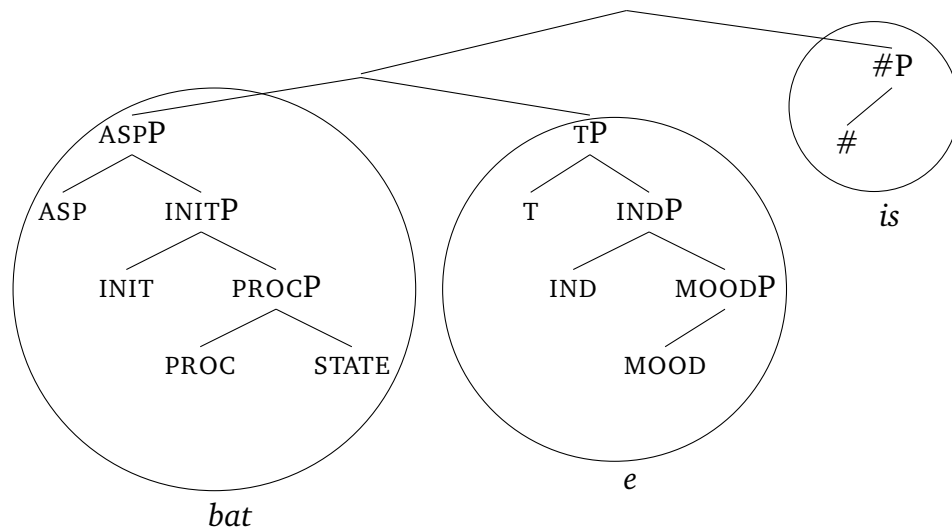 #P
#
is
ASPP
TP
ASP
INITP
T
INDP
INIT
PROCP
IND
MOODP
PROC
STATE
MOOD
e
bat